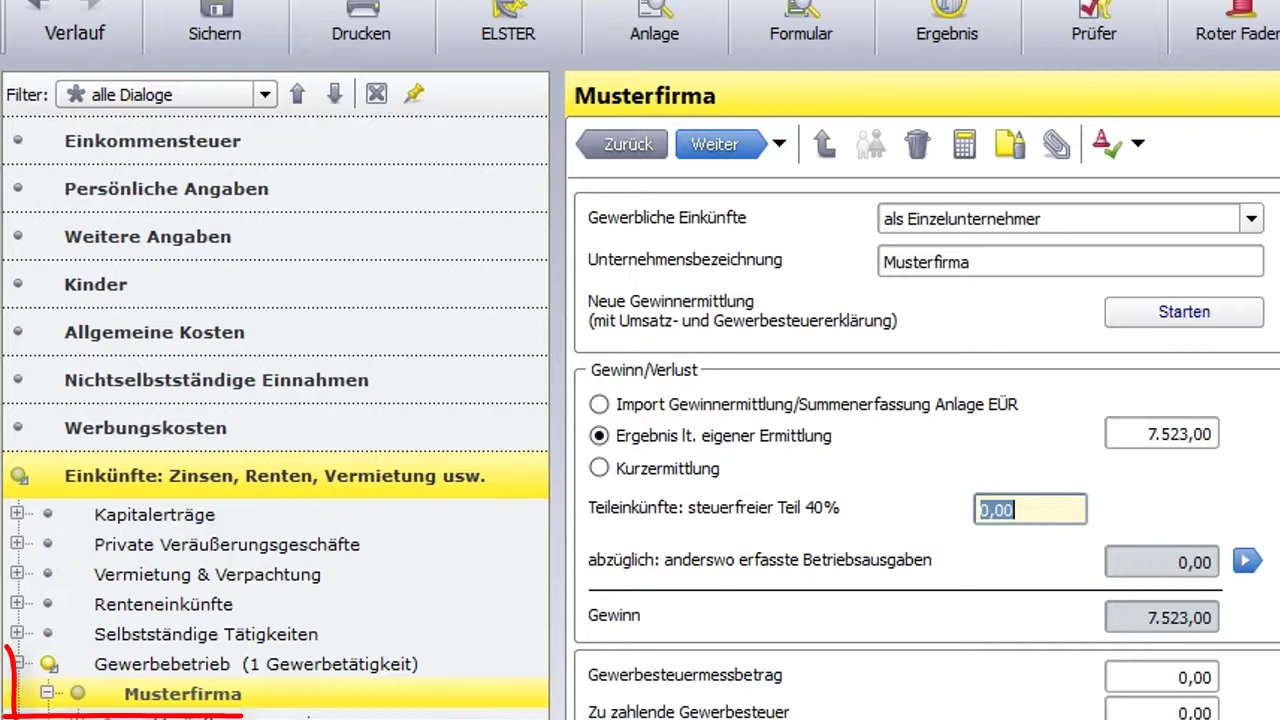 Verlauf
Sichern
Drucken
ELSTER
Anlage
Formular
Ergebnis
Prüfer
Roter Faden
Filter: alle Dialoge
Einkommensteuer
Persönliche Angaben
Weitere Angaben
Kinder
Allgemeine Kosten
Nichtselbstständige Einnahmen
Werbungskosten
Einkünfte: Zinsen, Renten, Vermietung usw.
Kapitalerträge
Private Veräußerungsgeschäfte
Vermietung & Verpachtung
Renteneinkünfte
Selbstständige Tätigkeiten
Gewerbebetrieb (1 Gewerbetätigkeit)
Musterfirma
Musterfirma
Zurück
Weiter
Gewerbliche Einkünfte als Einzelunternehmer
Unternehmensbezeichnung Musterfirma
Neue Gewinnermittlung
(mit Umsatz- und Gewerbesteuererklärung) Starten
Gewinn/Verlust
Import Gewinnermittlung/Summenerfassung Anlage EÜR
Ergebnis lt. eigener Ermittlung 7.523,00
Kurzermittlung
Teileinkünfte: steuerfreier Teil 40% 0,00
abzüglich: anderswo erfasste Betriebsausgaben 0,00
Gewinn 7.523,00
Gewerbesteuermessbetrag 0,00
Zu zahlende Gewerbesteuer 0,00